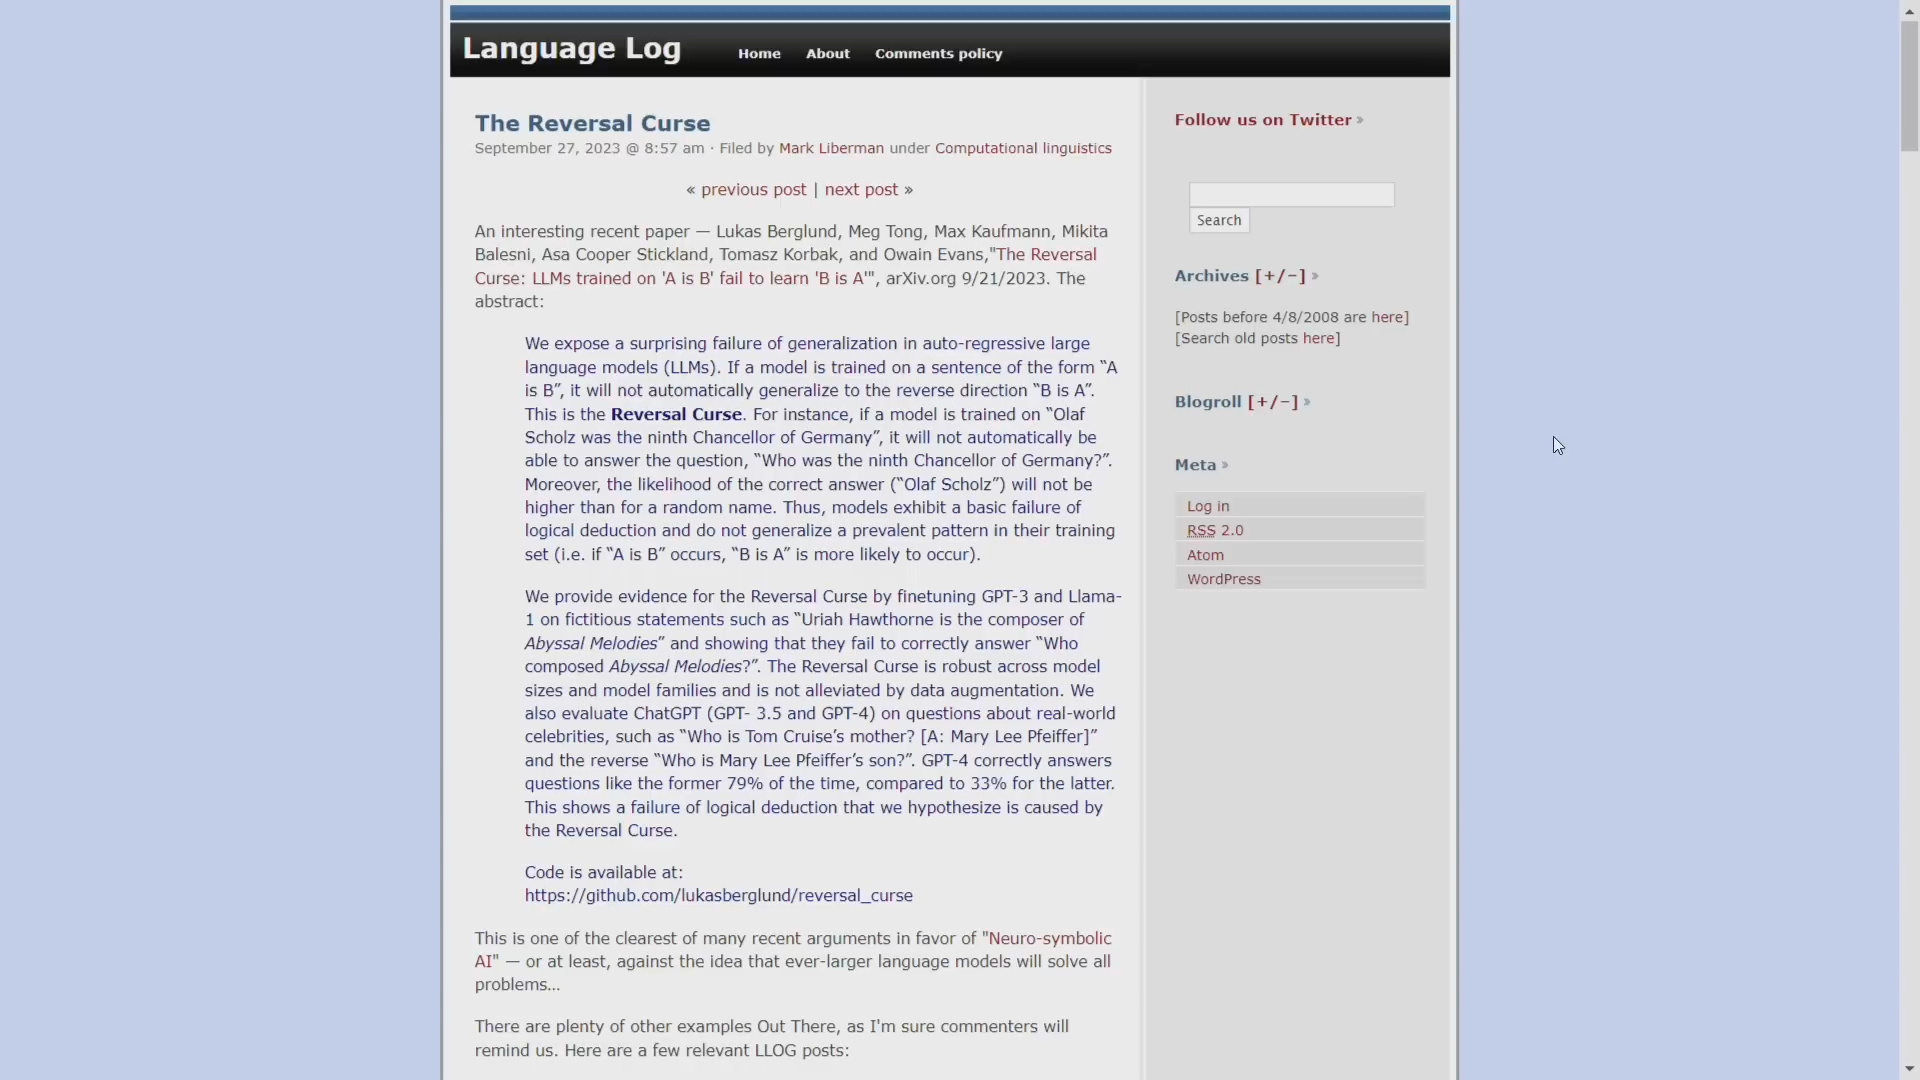 Language Log
Home About Comments policy
The Reversal Curse
September 27, 2023 @ 8:57 am · Filed by Mark Liberman under Computational linguistics
« previous post | next post »
An interesting recent paper — Lukas Berglund, Meg Tong, Max Kaufmann, Mikita
Balesni, Asa Cooper Stickland, Tomasz Korbak, and Owain Evans,"The Reversal
Curse: LLMs trained on 'A is B' fail to learn 'B is A'", arXiv.org 9/21/2023. The
abstract:
We expose a surprising failure of generalization in auto-regressive large
language models (LLMs). If a model is trained on a sentence of the form “A
is B”, it will not automatically generalize to the reverse direction “B is A”.
This is the Reversal Curse. For instance, if a model is trained on “Olaf
Scholz was the ninth Chancellor of Germany”, it will not automatically be
able to answer the question, “Who was the ninth Chancellor of Germany?”.
Moreover, the likelihood of the correct answer (“Olaf Scholz”) will not be
higher than for a random name. Thus, models exhibit a basic failure of
logical deduction and do not generalize a prevalent pattern in their training
set (i.e. if “A is B” occurs, “B is A” is more likely to occur).
We provide evidence for the Reversal Curse by finetuning GPT-3 and Llama-
1 on fictitious statements such as “Uriah Hawthorne is the composer of
Abyssal Melodies” and showing that they fail to correctly answer “Who
composed Abyssal Melodies?”. The Reversal Curse is robust across model
sizes and model families and is not alleviated by data augmentation. We
also evaluate ChatGPT (GPT- 3.5 and GPT-4) on questions about real-world
celebrities, such as “Who is Tom Cruise’s mother? [A: Mary Lee Pfeiffer]”
and the reverse “Who is Mary Lee Pfeiffer’s son?”. GPT-4 correctly answers
questions like the former 79% of the time, compared to 33% for the latter.
This shows a failure of logical deduction that we hypothesize is caused by
the Reversal Curse.
Code is available at:
https://github.com/lukasberglund/reversal_curse
This is one of the clearest of many recent arguments in favor of "Neuro-symbolic
AI" — or at least, against the idea that ever-larger language models will solve all
problems...
There are plenty of other examples Out There, as I'm sure commenters will
remind us. Here are a few relevant LLOG posts:
Follow us on Twitter »
Search
Archives [+/−] »
[Posts before 4/8/2008 are here]
[Search old posts here]
Blogroll [+/−] »
Meta »
Log in
RSS 2.0
Atom
WordPress